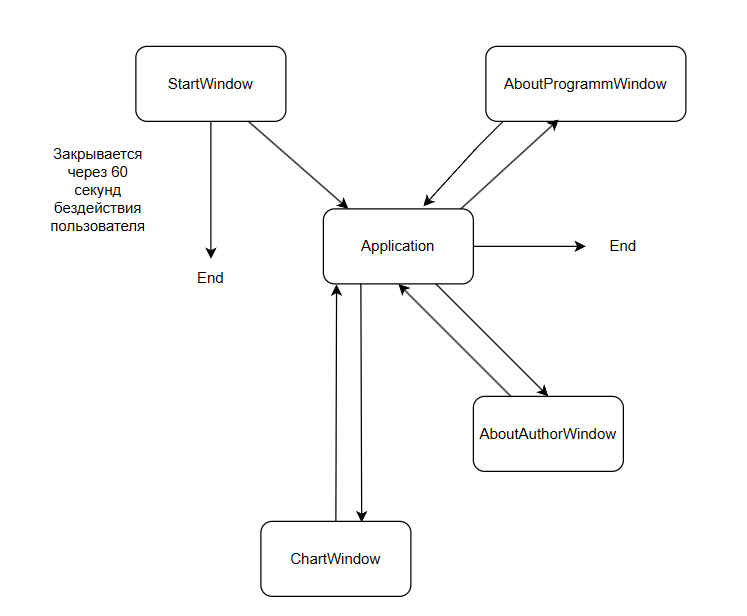 StartWindow
AboutProgrammWindow
Закрывается
через 60
секунд
бездействия
пользователя
Application
End
End
AboutAuthorWindow
ChartWindow